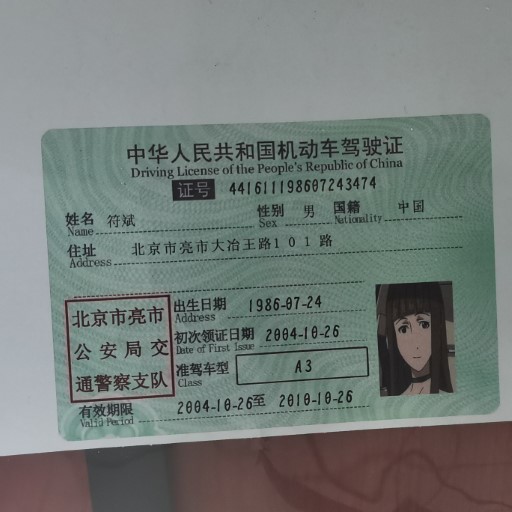 中华人民共和国机动车驾驶证
Driving License of the People's Republic of China
证号 441611198607243474
姓名 符斌 性别 男 国籍 中国
Name Sex Nationality
住址 北京市亮市大冶王路101路
Address
北京市亮市
公安局交
通警察支队
出生日期 1986-07-24
Address
初次领证日期 2004-10-26
Date of First Issue
准驾车型 A3
Class
有效期限 2004-10-26至 2010-10-26
Valid Period